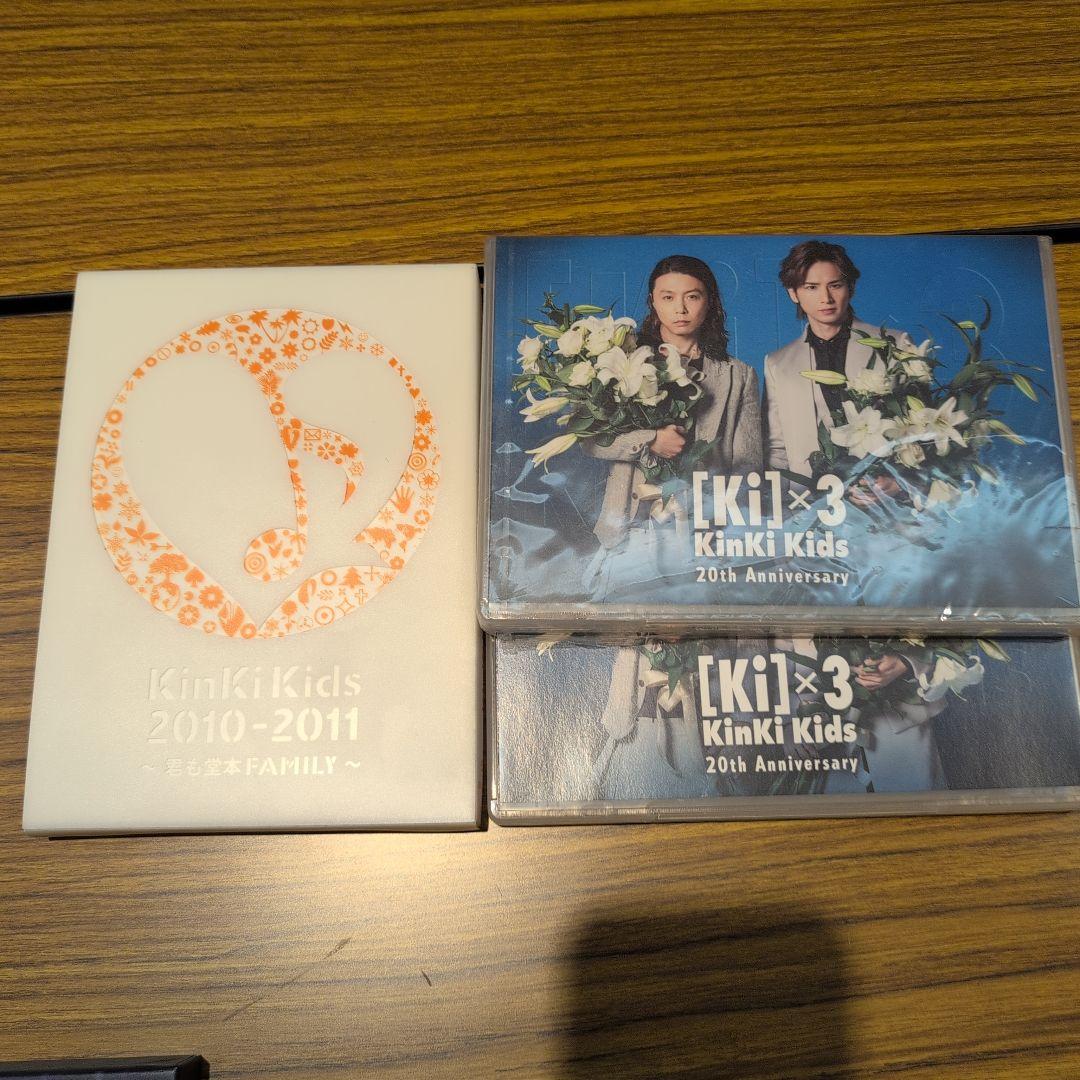 KinKi Kids
2010-2011
～君も堂本FAMILY～
[Ki]×3
KinKi Kids
20th Anniversary
[Ki]×3
KinKi Kids
20th Anniversary